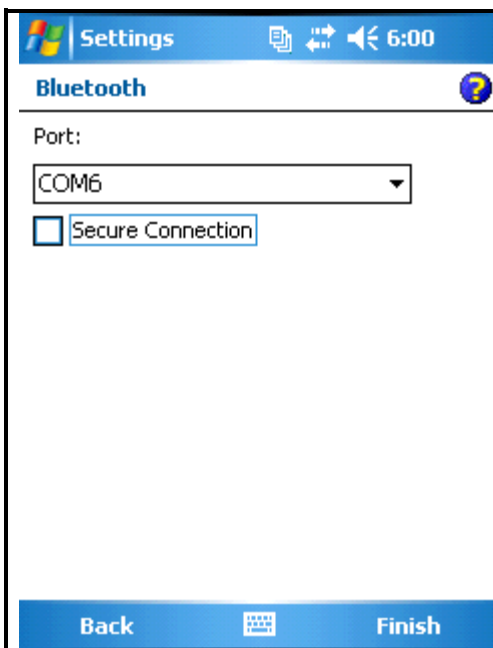 Settings 6:00
Bluetooth
Port:
COM6
Secure Connection
Back Finish